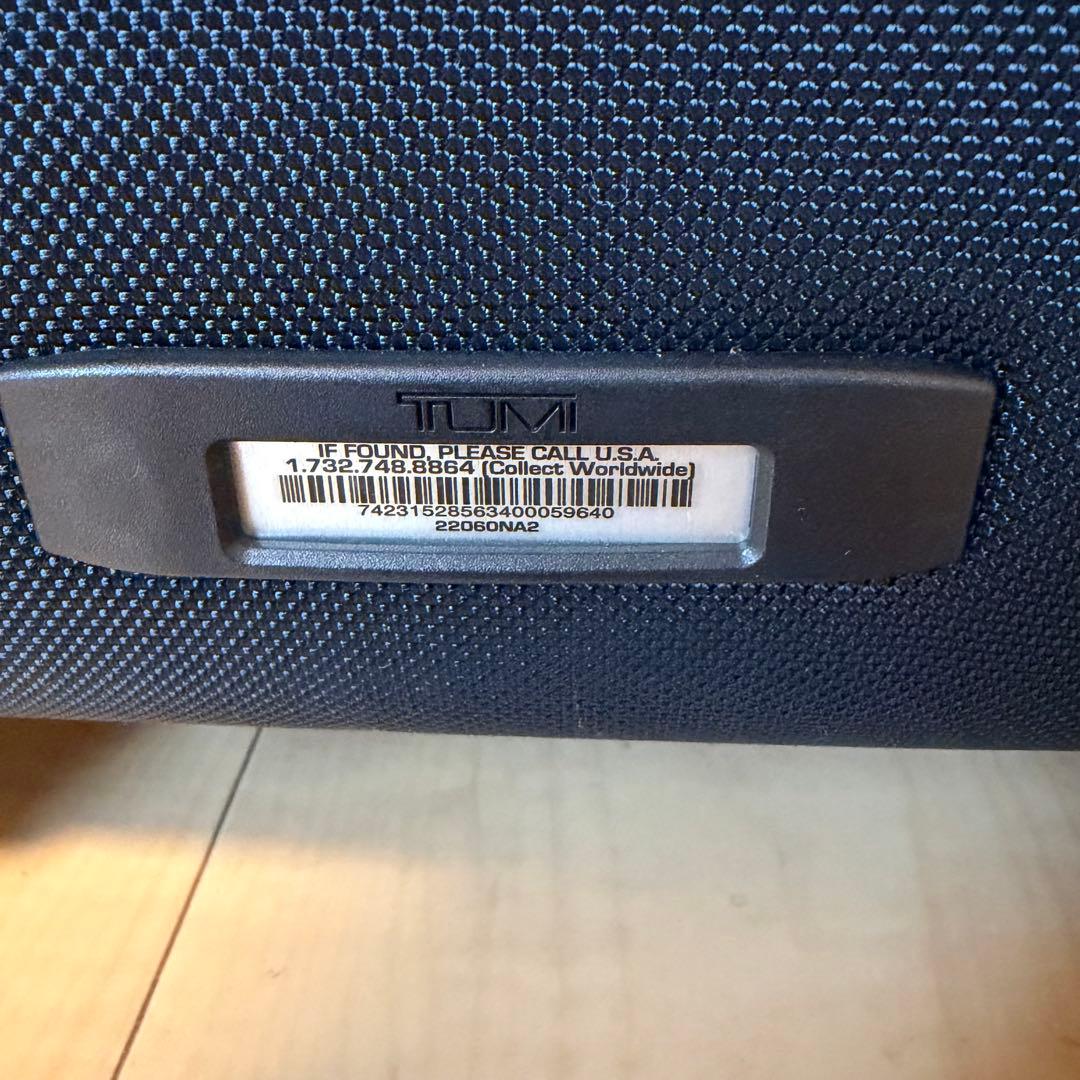 TUMI
IF FOUND, PLEASE CALL U.S.A.
1.732.748.8864 (Collect Worldwide)
74231528563400059640
22060NA2